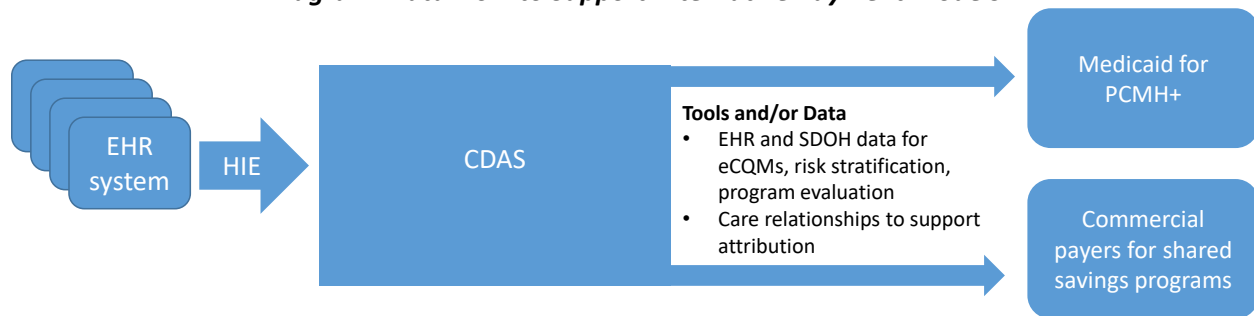 Medicaid for
PCMH+
Tools and/or Data
• EHR and SDOH data for
eCQMs, risk stratification,
program evaluation
• Care relationships to support
attribution
EHR
system
HIE
CDAS
Commercial
payers for shared
savings programs